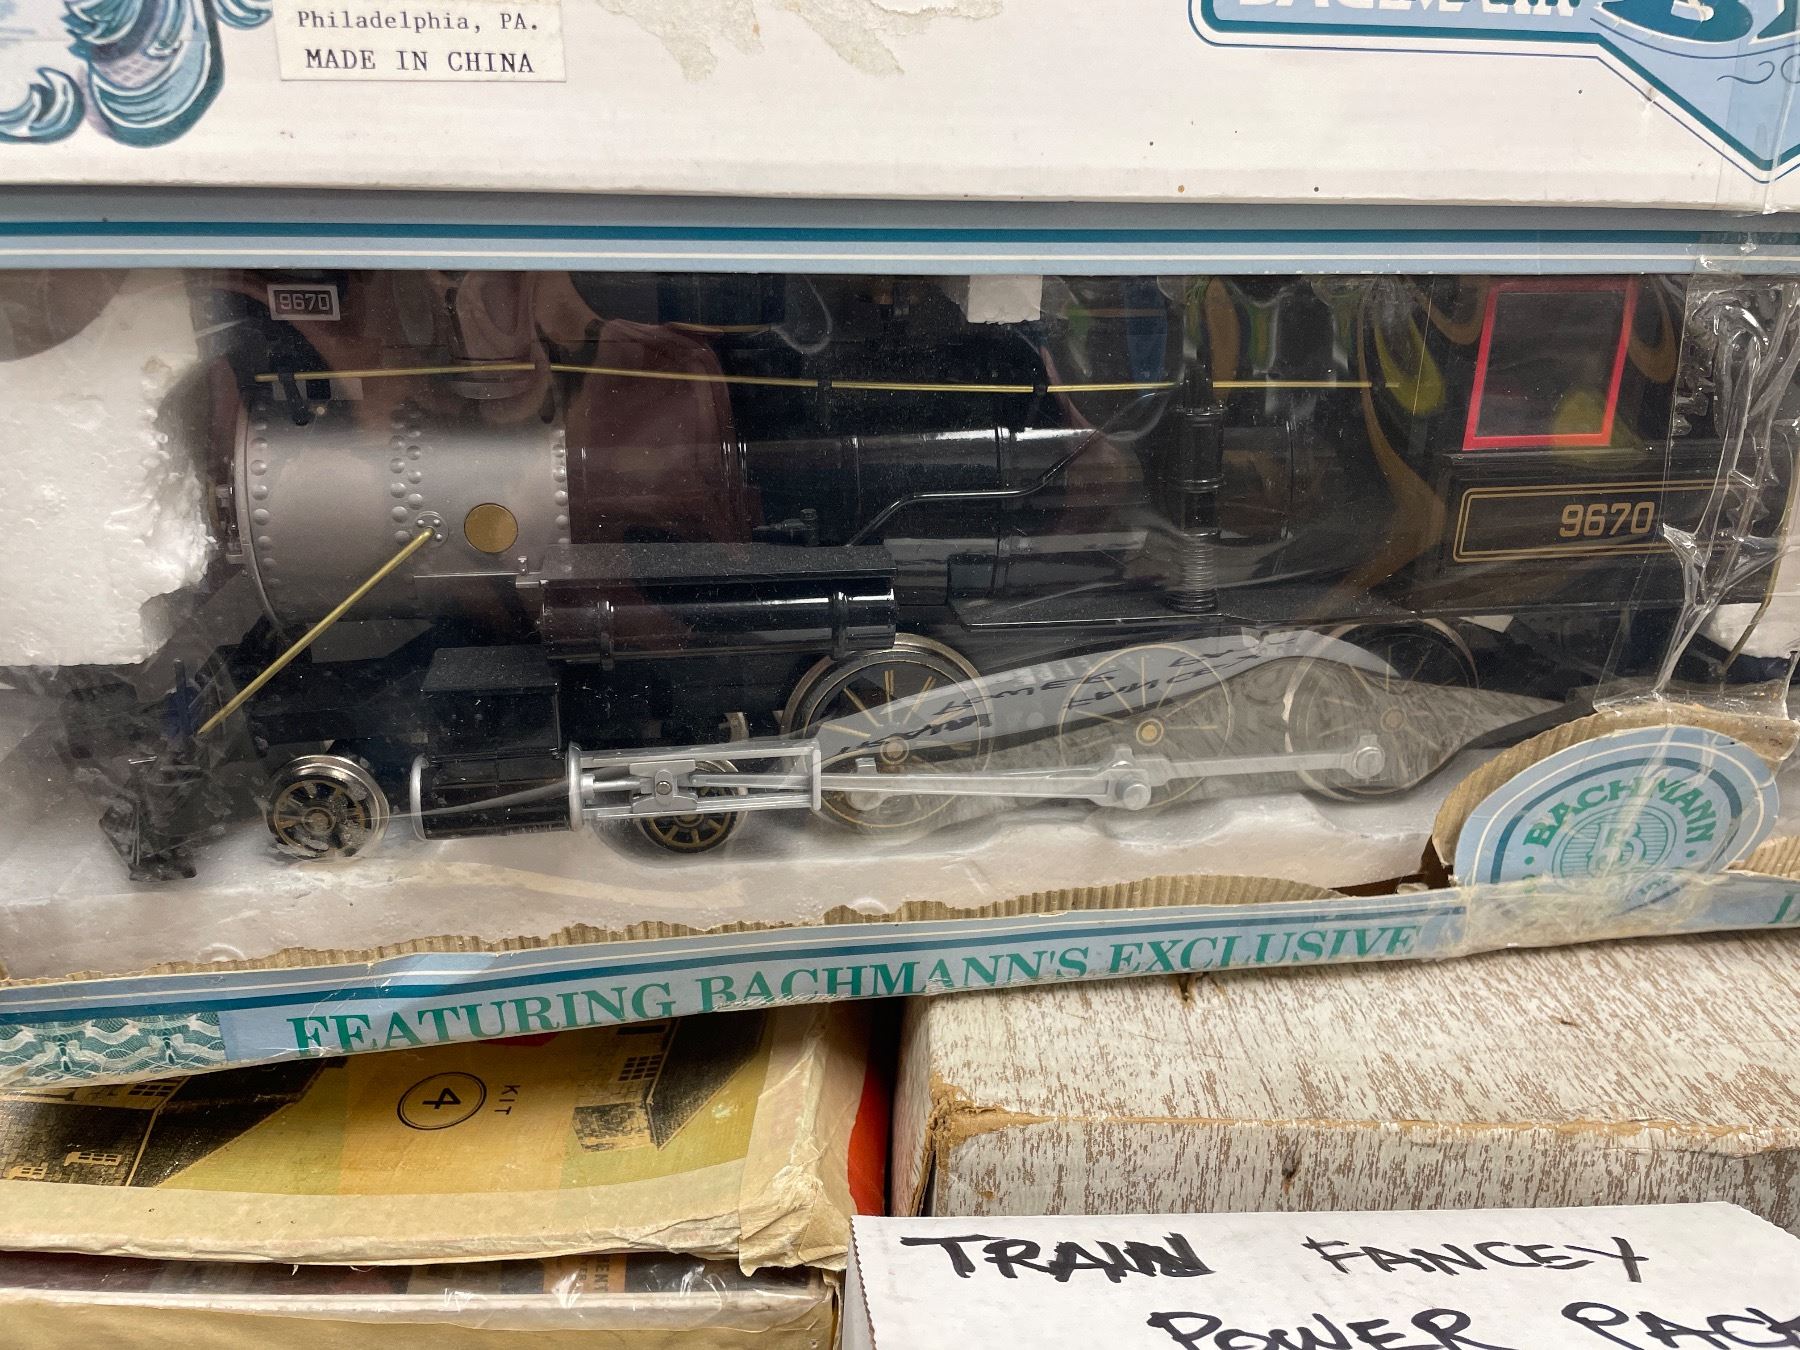 Philadelphia, PA.
MADE IN CHINA
9670
9670
BACHMANN
FEATURING BACHMANN'S EXCLUSIVE
KIT
4
TRAIN FANCEY
POWER PACK